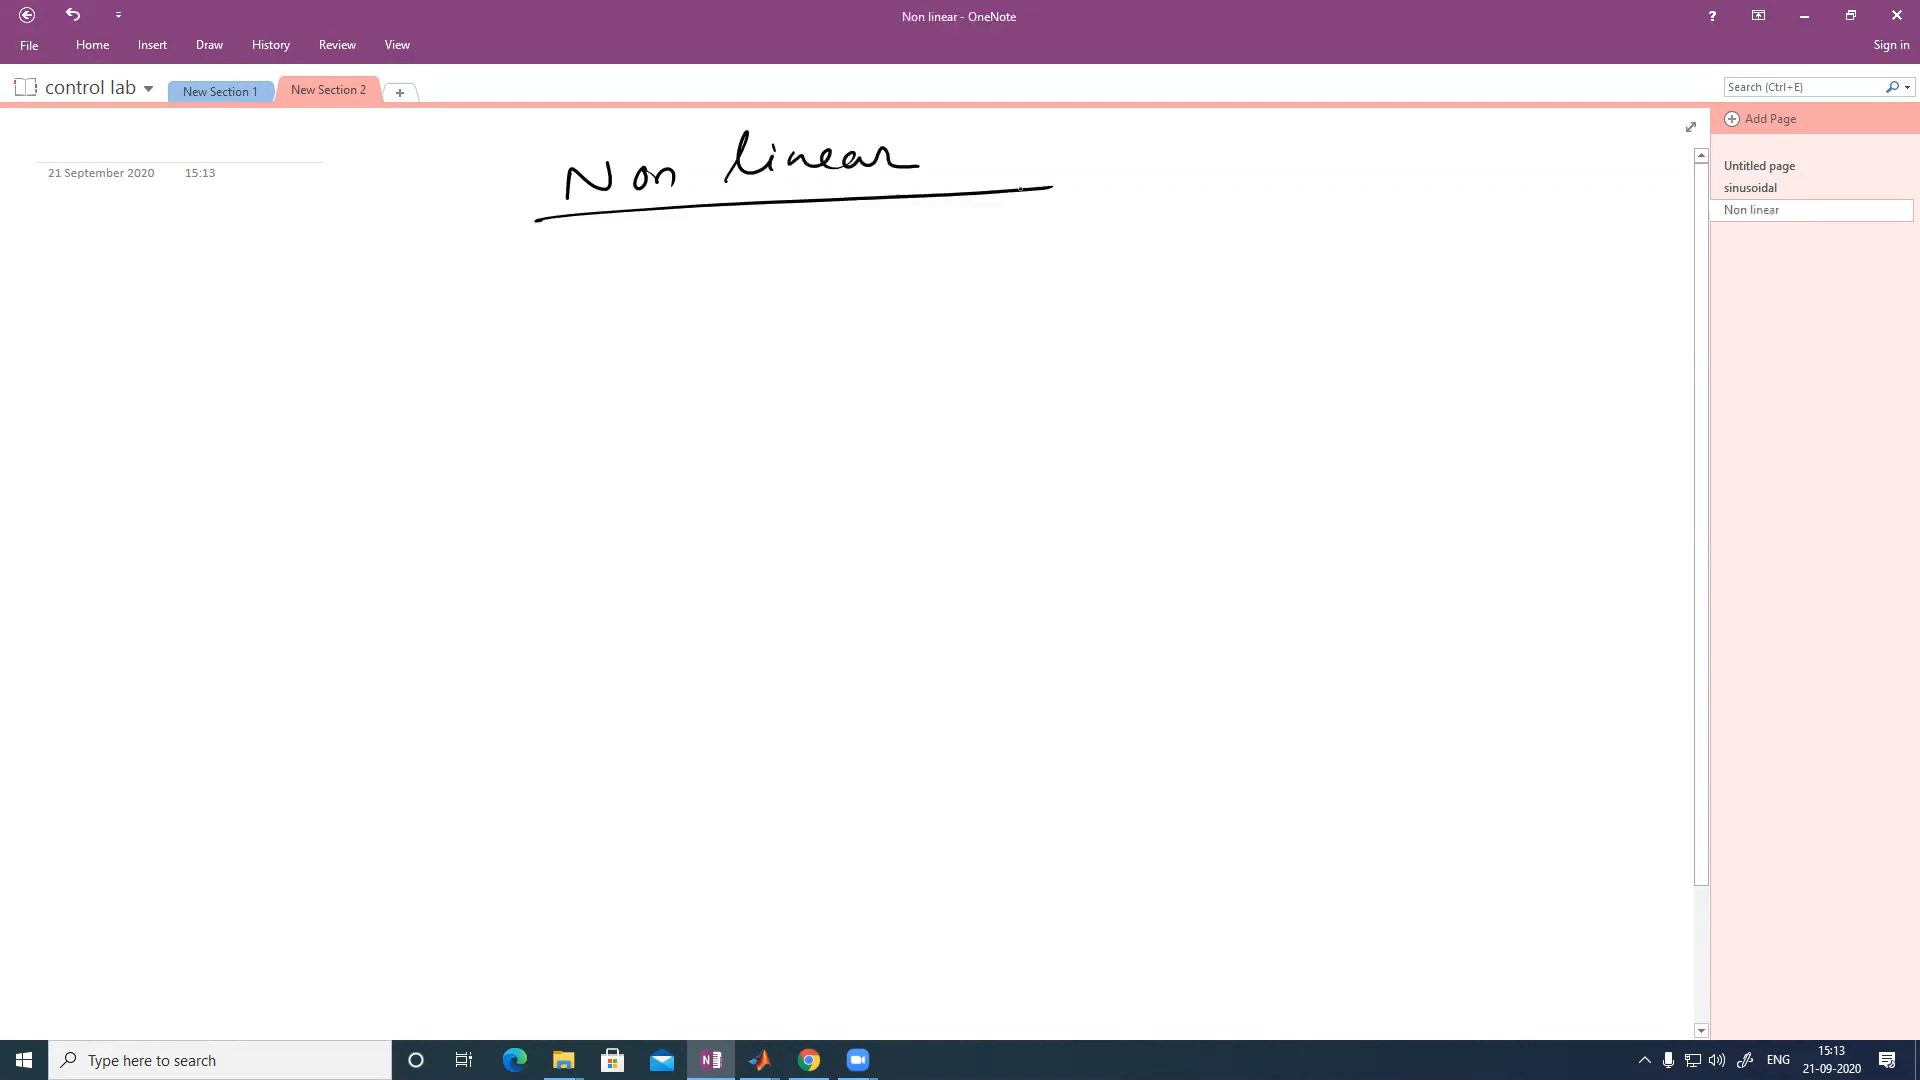 Non linear - OneNote
?
File Home Insert Draw History Review View
Sign in
control lab
New Section 1
New Section 2
+
Search (Ctrl+E)
Add Page
Non linear
21 September 2020 15:13
Untitled page
sinusoidal
Non linear
Type here to search
N
ENG
15:13
21-09-2020